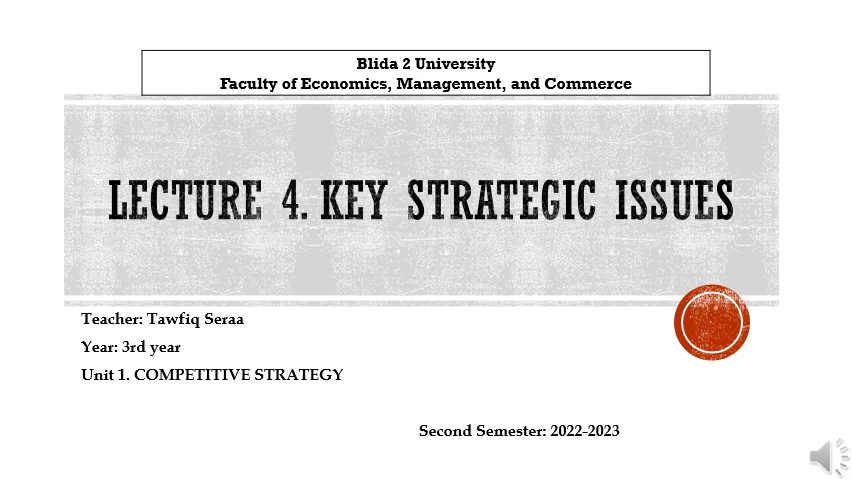 Blida 2 University
Faculty of Economics, Management, and Commerce
LECTURE 4. KEY STRATEGIC ISSUES
Teacher: Tawfiq Seraa
Year: 3rd year
Unit 1. COMPETITIVE STRATEGY
Second Semester: 2022-2023